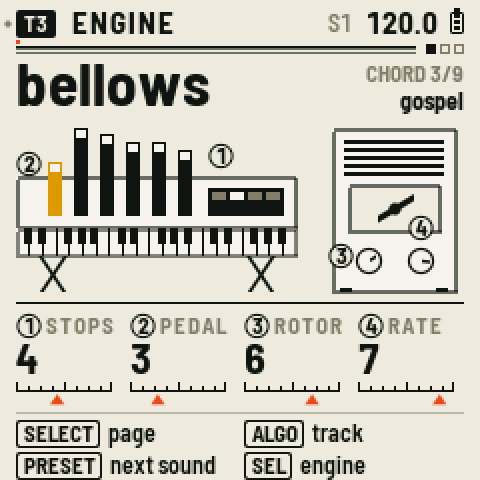 T3 ENGINE S1 120.0
bellows
CHORD 3/9
gospel
② ①
③ ④
①STOPS ②PEDAL ③ROTOR ④RATE
4 3 6 7
SELECT page ALGO track
PRESET next sound SEL engine